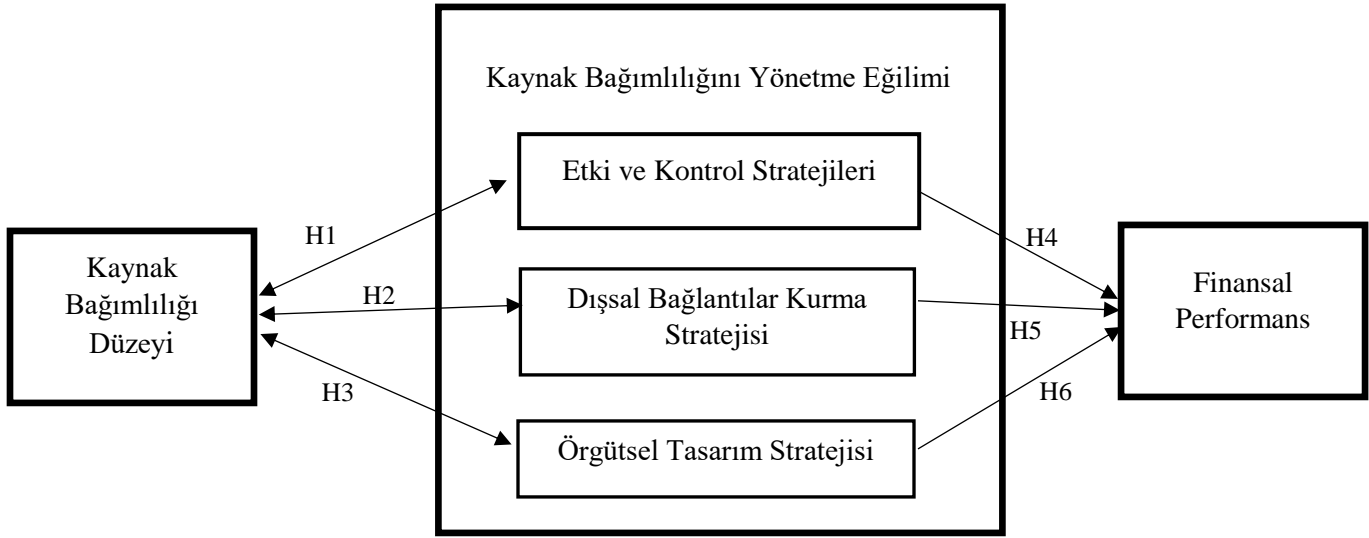 Kaynak Bağımlılığını Yönetme Eğilimi
Etki ve Kontrol Stratejileri
H1
H4
Kaynak
Bağımlılığı
Düzeyi
H2
Dışsal Bağlantılar Kurma
Stratejisi
H5
Finansal
Performans
H3
H6
Örgütsel Tasarım Stratejisi